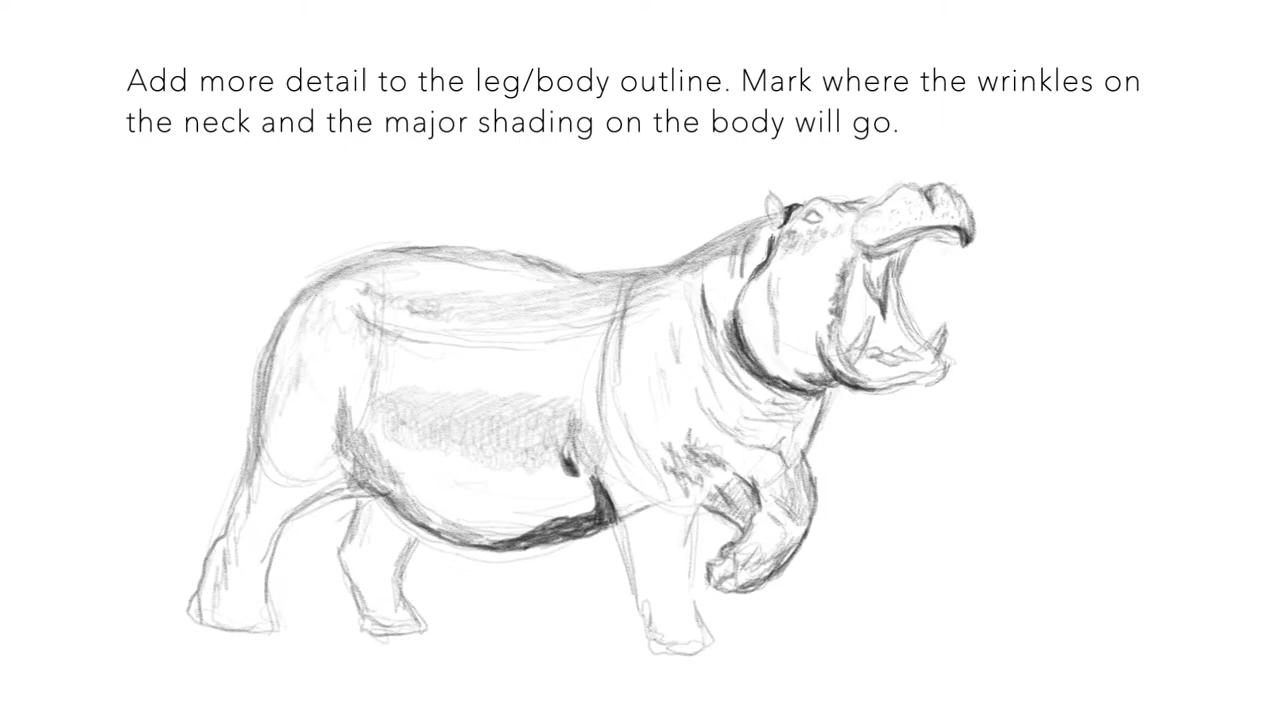 Add more detail to the leg/body outline. Mark where the wrinkles on
the neck and the major shading on the body will go.